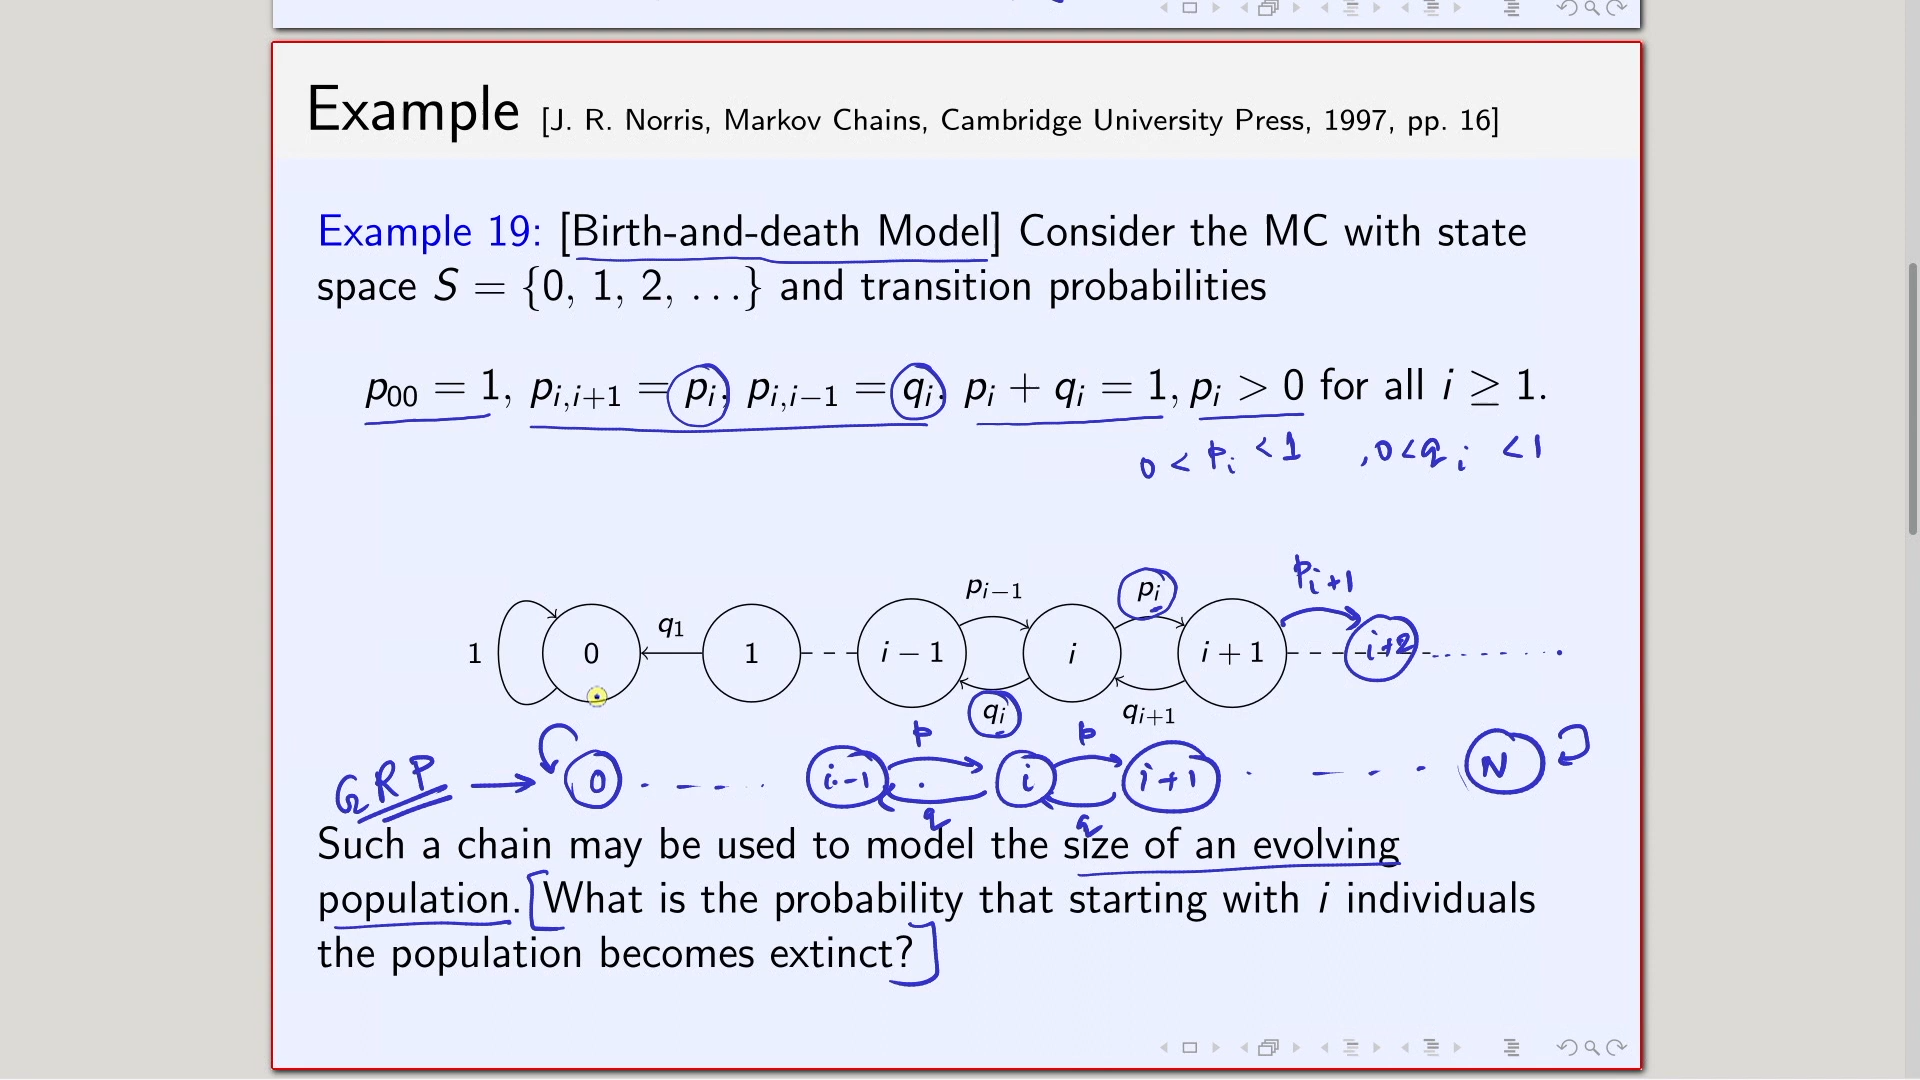 Example [J. R. Norris, Markov Chains, Cambridge University Press, 1997, pp. 16]
Example 19: [Birth-and-death Model] Consider the MC with state
space S = {0, 1, 2, ...} and transition probabilities
p₀₀ = 1, pᵢ,ᵢ₊₁ = pᵢ, pᵢ,ᵢ₋₁ = qᵢ, pᵢ + qᵢ = 1, pᵢ > 0 for all i ≥ 1.
0 < pᵢ < 1 , 0 < qᵢ < 1
pᵢ₋₁ pᵢ pᵢ₊₁
1 0 q₁ 1 i − 1 i i + 1 i+2
qᵢ qᵢ₊₁
p p
GRP → 0 i-1 i i+1 N
q q
Such a chain may be used to model the size of an evolving
population. [What is the probability that starting with i individuals
the population becomes extinct?]